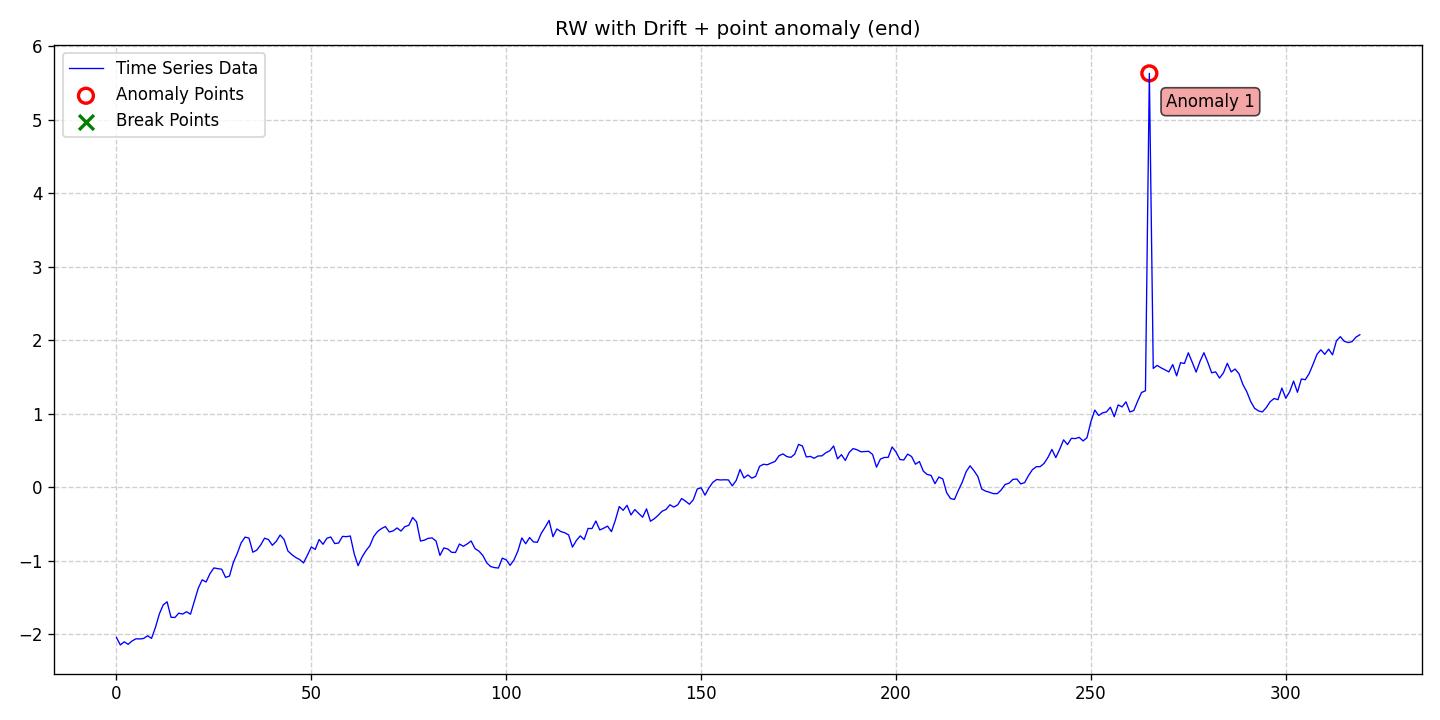 RW with Drift + point anomaly (end)
Time Series Data
Anomaly Points
Break Points
Anomaly 1
6
5
4
3
2
1
0
−1
−2
0 50 100 150 200 250 300